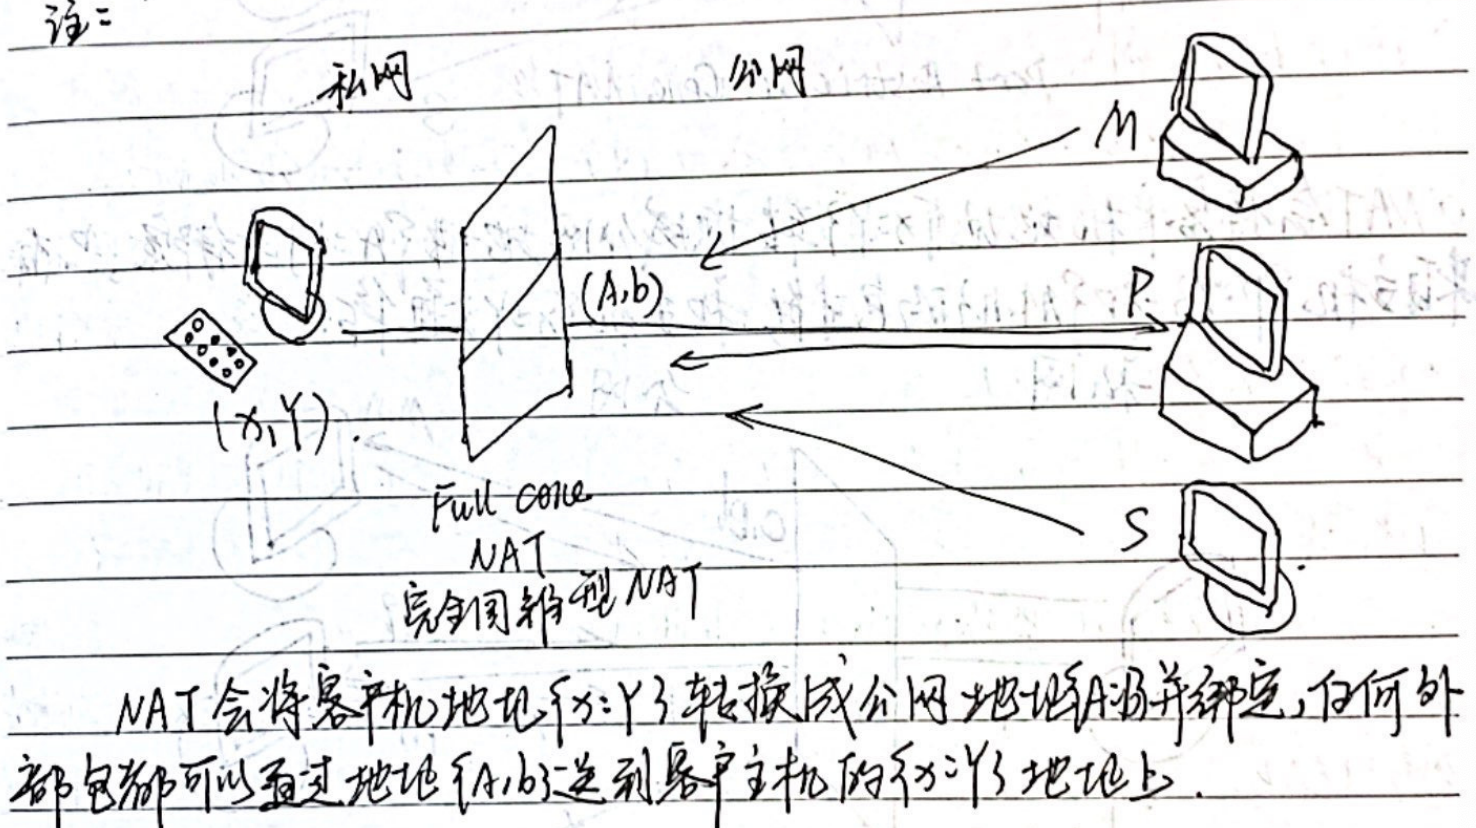 注:
私网 公网
M
(A,b) P
(x,Y).
S
Full cone
NAT
完全圆锥型NAT
NAT会将客户机地址{x:Y}转换成公网地址{A:b}并绑定,任何外
部包都可以通过地址{A,b}送到客户主机的{x:Y}地址上.